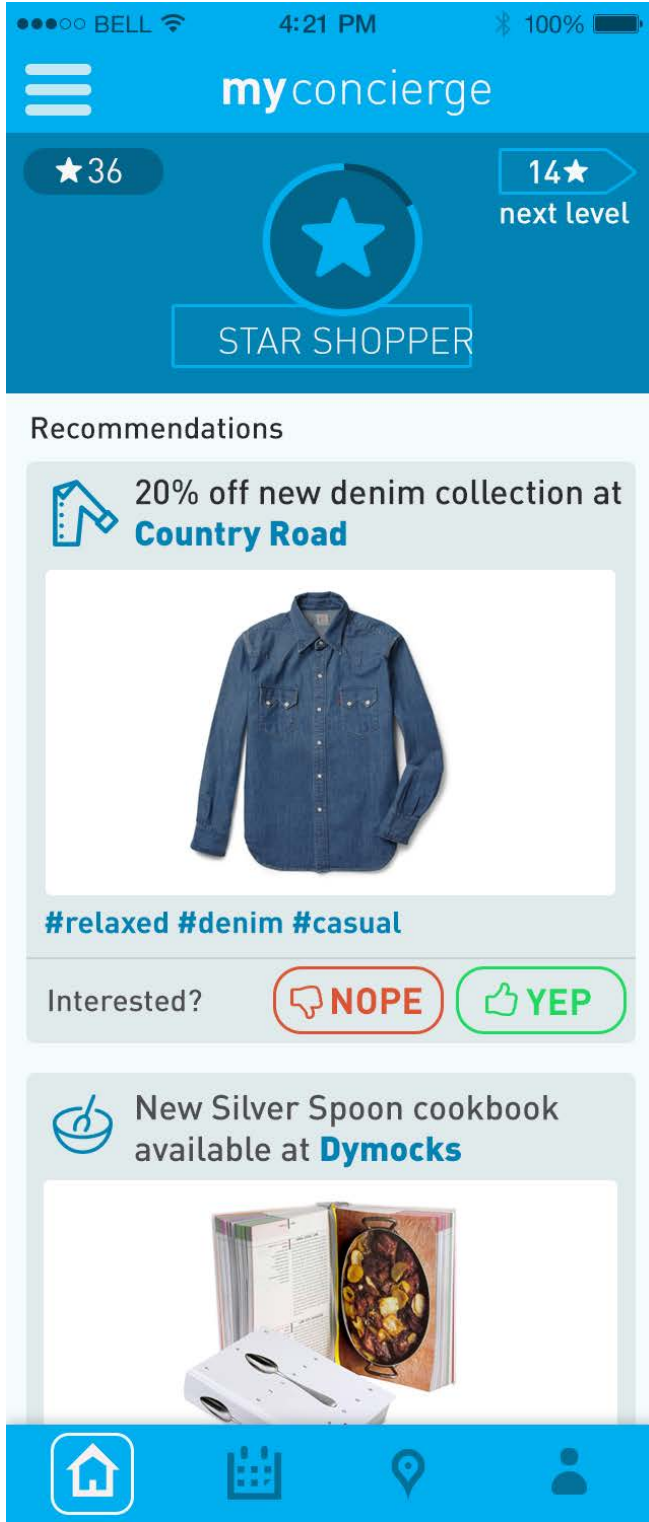 BELL 4:21 PM 100%
myconcierge
★36
14★
next level
STAR SHOPPER
Recommendations
20% off new denim collection at
Country Road
#relaxed #denim #casual
Interested? NOPE YEP
New Silver Spoon cookbook
available at Dymocks